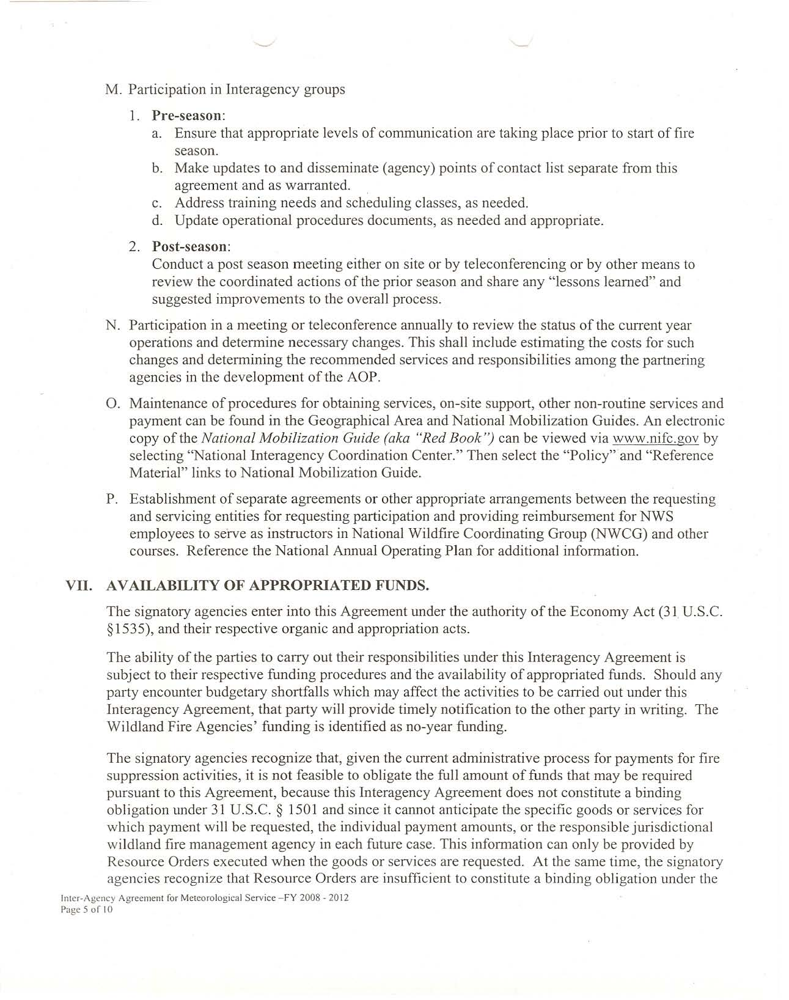 M. Participation in Interagency groups
1. Pre-season:
a. Ensure that appropriate levels of communication are taking place prior to start of fire
season.
b. Make updates to and disseminate (agency) points of contact list separate from this
agreement and as warranted.
c. Address training needs and scheduling classes, as needed.
d. Update operational procedures documents, as needed and appropriate.
2. Post-season:
Conduct a post season meeting either on site or by teleconferencing or by other means to
review the coordinated actions of the prior season and share any “lessons learned” and
suggested improvements to the overall process.
N. Participation in a meeting or teleconference annually to review the status of the current year
operations and determine necessary changes. This shall include estimating the costs for such
changes and determining the recommended services and responsibilities among the partnering
agencies in the development of the AOP.
O. Maintenance of procedures for obtaining services, on-site support, other non-routine services and
payment can be found in the Geographical Area and National Mobilization Guides. An electronic
copy of the National Mobilization Guide (aka “Red Book”) can be viewed via www.nifc.gov by
selecting “National Interagency Coordination Center.” Then select the “Policy” and “Reference
Material” links to National Mobilization Guide.
P. Establishment of separate agreements or other appropriate arrangements between the requesting
and servicing entities for requesting participation and providing reimbursement for NWS
employees to serve as instructors in National Wildfire Coordinating Group (NWCG) and other
courses. Reference the National Annual Operating Plan for additional information.
VII. AVAILABILITY OF APPROPRIATED FUNDS.
The signatory agencies enter into this Agreement under the authority of the Economy Act (31 U.S.C.
§1535), and their respective organic and appropriation acts.
The ability of the parties to carry out their responsibilities under this Interagency Agreement is
subject to their respective funding procedures and the availability of appropriated funds. Should any
party encounter budgetary shortfalls which may affect the activities to be carried out under this
Interagency Agreement, that party will provide timely notification to the other party in writing. The
Wildland Fire Agencies’ funding is identified as no-year funding.
The signatory agencies recognize that, given the current administrative process for payments for fire
suppression activities, it is not feasible to obligate the full amount of funds that may be required
pursuant to this Agreement, because this Interagency Agreement does not constitute a binding
obligation under 31 U.S.C. § 1501 and since it cannot anticipate the specific goods or services for
which payment will be requested, the individual payment amounts, or the responsible jurisdictional
wildland fire management agency in each future case. This information can only be provided by
Resource Orders executed when the goods or services are requested. At the same time, the signatory
agencies recognize that Resource Orders are insufficient to constitute a binding obligation under the
Inter-Agency Agreement for Meteorological Service –FY 2008 - 2012
Page 5 of 10